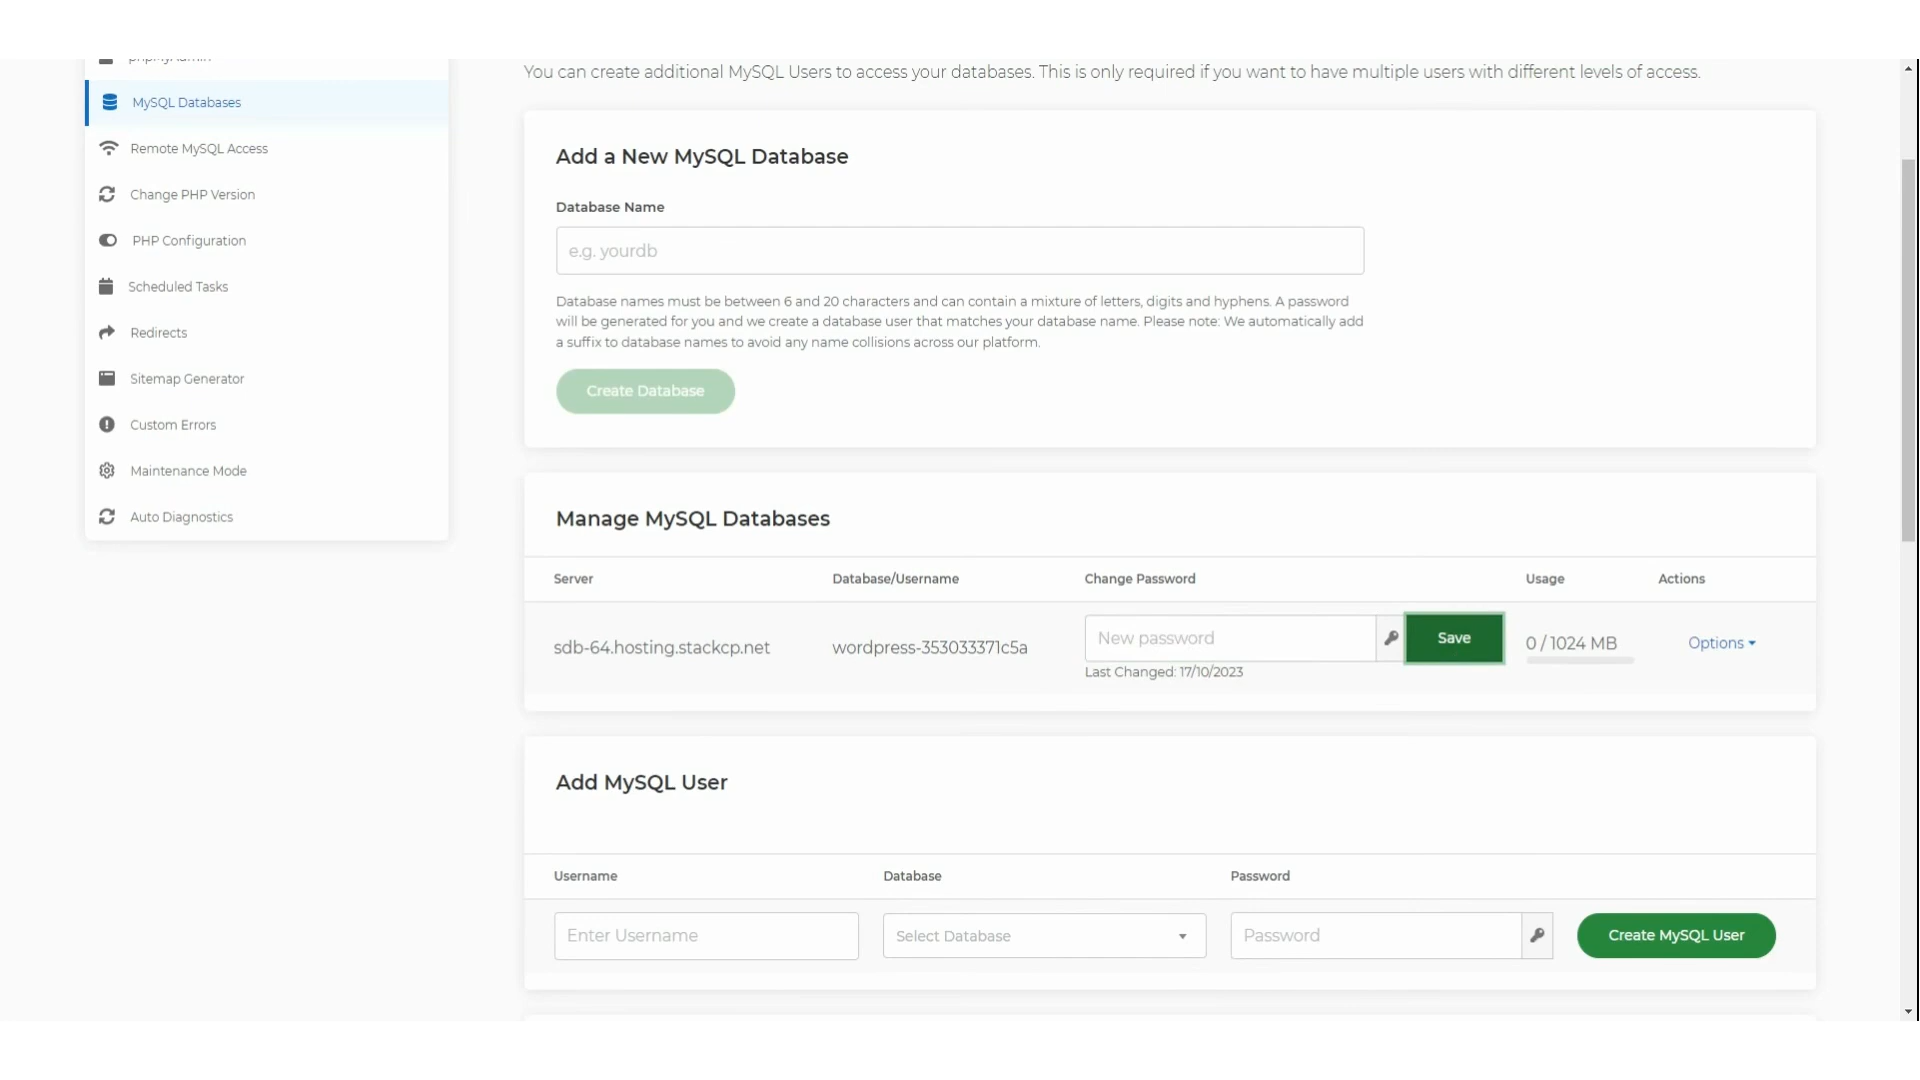 MySQL Databases
Remote MySQL Access
Change PHP Version
PHP Configuration
Scheduled Tasks
Redirects
Sitemap Generator
Custom Errors
Maintenance Mode
Auto Diagnostics
You can create additional MySQL Users to access your databases. This is only required if you want to have multiple users with different levels of access.
Add a New MySQL Database
Database Name
e.g. yourdb
Database names must be between 6 and 20 characters and can contain a mixture of letters, digits and hyphens. A password
will be generated for you and we create a database user that matches your database name. Please note: We automatically add
a suffix to database names to avoid any name collisions across our platform.
Create Database
Manage MySQL Databases
Server Database/Username Change Password Usage Actions
sdb-64.hosting.stackcp.net wordpress-353033371c5a New password Save 0 / 1024 MB Options
Last Changed: 17/10/2023
Add MySQL User
Username Database Password
Enter Username Select Database Password Create MySQL User